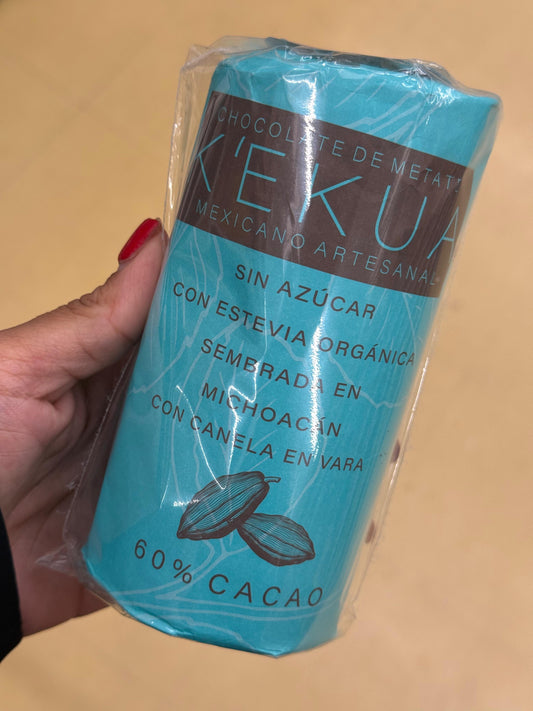 CHOCOLATE DE METATE
K'EKUA
MEXICANO ARTESANAL
SIN AZÚCAR
CON ESTEVIA ORGÁNICA
SEMBRADA EN
MICHOACÁN
CON CANELA EN VARA
60% CACAO